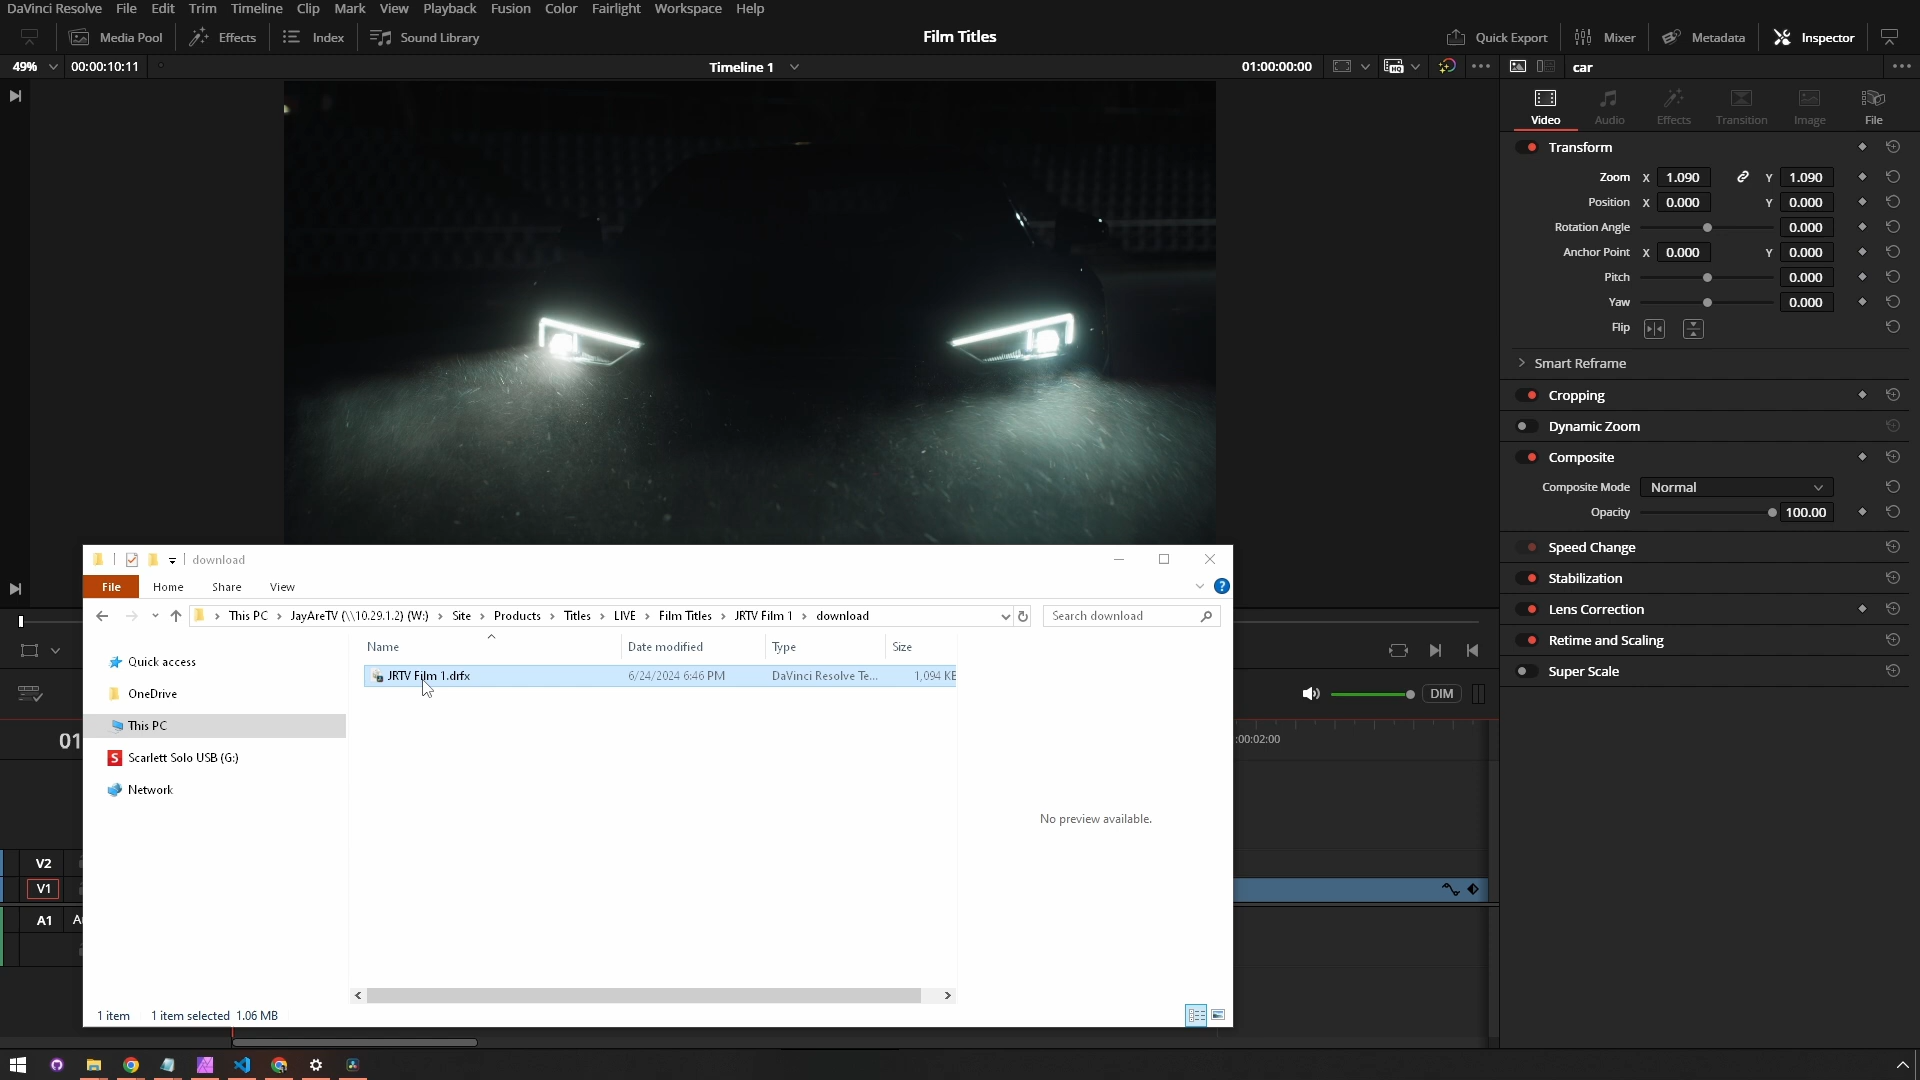 DaVinci Resolve File Edit Trim Timeline Clip Mark View Playback Fusion Color Fairlight Workspace Help
Media Pool Effects Index Sound Library Film Titles Quick Export Mixer Metadata Inspector
49% 00:00:10:11 Timeline 1 01:00:00:00 car
Video Audio Effects Transition Image File
Transform
Zoom X 1.090 Y 1.090
Position X 0.000 Y 0.000
Rotation Angle 0.000
Anchor Point X 0.000 Y 0.000
Pitch 0.000
Yaw 0.000
Flip
Smart Reframe
Cropping
Dynamic Zoom
Composite
Composite Mode Normal
Opacity 100.00
Speed Change
Stabilization
Lens Correction
Retime and Scaling
Super Scale
download
File Home Share View
This PC JayAreTV (\\10.29.1.2) (W:) Site Products Titles LIVE Film Titles JRTV Film 1 download Search download
Name Date modified Type Size
JRTV Film 1.drfx 6/24/2024 6:46 PM DaVinci Resolve Te... 1,094 KB
Quick access
OneDrive
This PC
Scarlett Solo USB (G:)
Network
No preview available.
1 item 1 item selected 1.06 MB
DIM
01
:00:02:00
V2
V1
A1 A